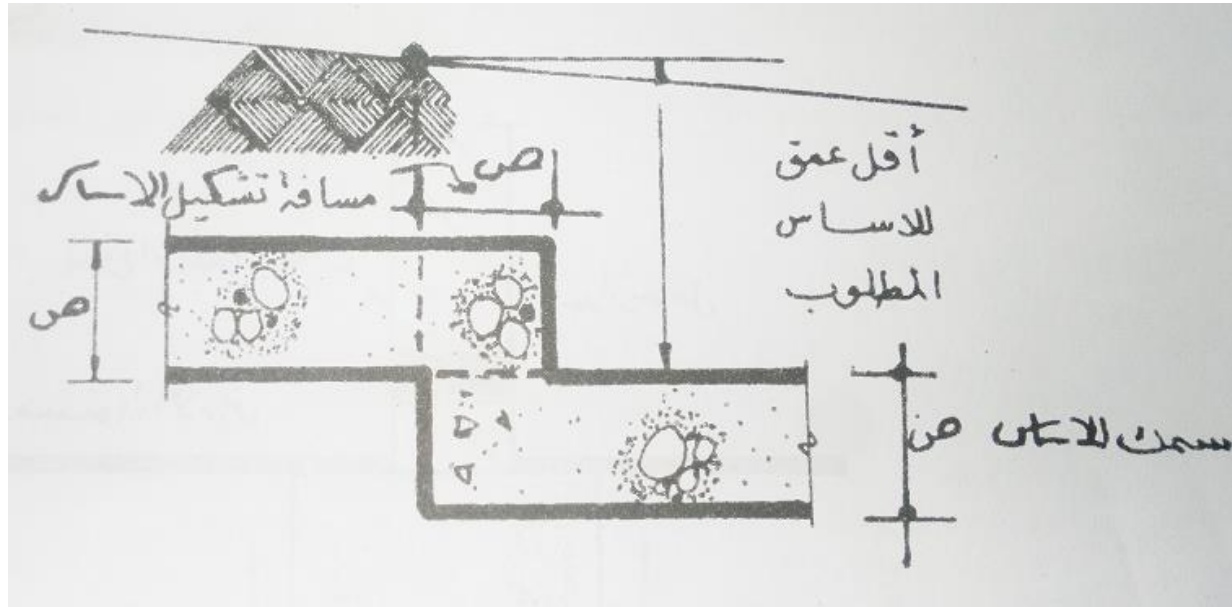 أقل عمق
للاساس
المطلوب
ص
مسافة تشكيل الاساس
ص
سمك الاساس ص